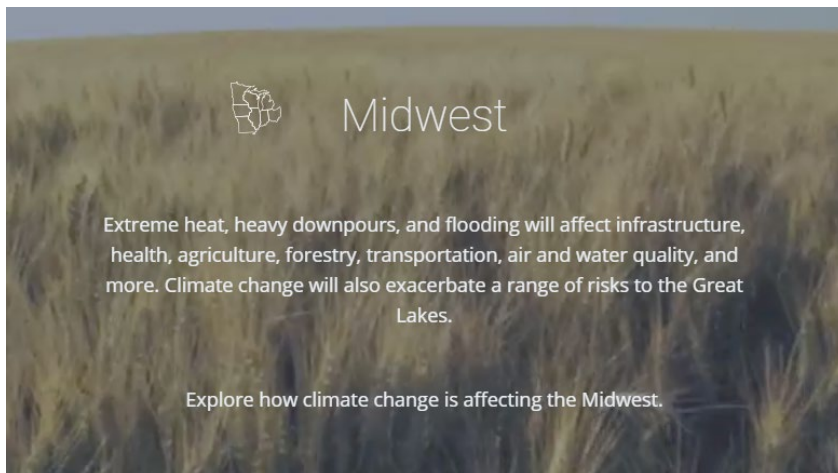 Midwest
Extreme heat, heavy downpours, and flooding will affect infrastructure,
health, agriculture, forestry, transportation, air and water quality, and
more. Climate change will also exacerbate a range of risks to the Great
Lakes.
Explore how climate change is affecting the Midwest.